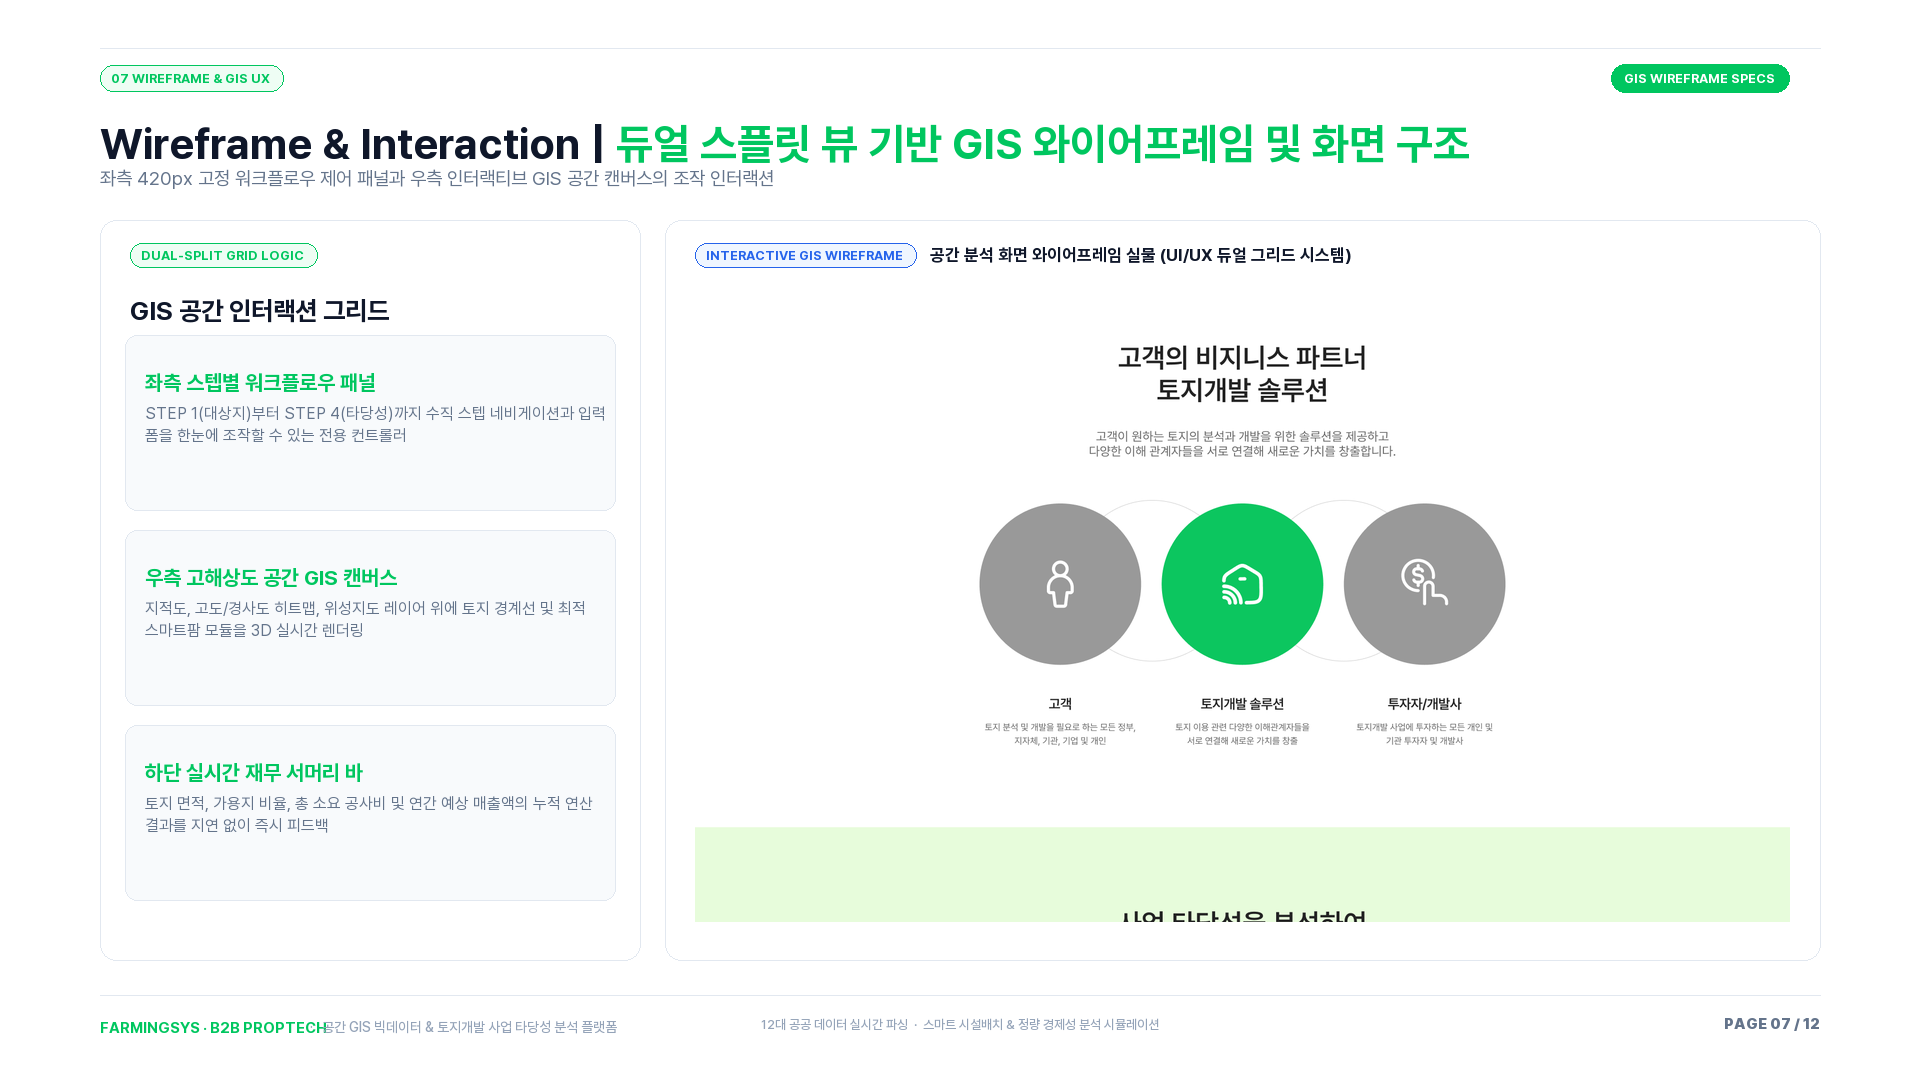 07 WIREFRAME & GIS UX
GIS WIREFRAME SPECS
Wireframe & Interaction | 듀얼 스플릿 뷰 기반 GIS 와이어프레임 및 화면 구조
좌측 420px 고정 워크플로우 제어 패널과 우측 인터랙티브 GIS 공간 캔버스의 조작 인터랙션
DUAL-SPLIT GRID LOGIC
GIS 공간 인터랙션 그리드
좌측 스텝별 워크플로우 패널
STEP 1(대상지)부터 STEP 4(타당성)까지 수직 스텝 네비게이션과 입력
폼을 한눈에 조작할 수 있는 전용 컨트롤러
우측 고해상도 공간 GIS 캔버스
지적도, 고도/경사도 히트맵, 위성지도 레이어 위에 토지 경계선 및 최적
스마트팜 모듈을 3D 실시간 렌더링
하단 실시간 재무 서머리 바
토지 면적, 가용지 비율, 총 소요 공사비 및 연간 예상 매출액의 누적 연산
결과를 지연 없이 즉시 피드백
INTERACTIVE GIS WIREFRAME
공간 분석 화면 와이어프레임 실물 (UI/UX 듀얼 그리드 시스템)
고객의 비지니스 파트너
토지개발 솔루션
고객이 원하는 토지의 분석과 개발을 위한 솔루션을 제공하고
다양한 이해 관계자들을 서로 연결해 새로운 가치를 창출합니다.
고객
토지 분석 및 개발을 필요로 하는 모든 정부,
지자체, 기관, 기업 및 개인
토지개발 솔루션
토지 이용 관련 다양한 이해관계자들을
서로 연결해 새로운 가치를 창출
투자자/개발사
토지개발 사업에 투자하는 모든 개인 및
기관 투자자 및 개발사
사업 타당성을 분석하여
FARMINGSYS · B2B PROPTECH
공간 GIS 빅데이터 & 토지개발 사업 타당성 분석 플랫폼
12대 공공 데이터 실시간 파싱 · 스마트 시설배치 & 정량 경제성 분석 시뮬레이션
PAGE 07 / 12